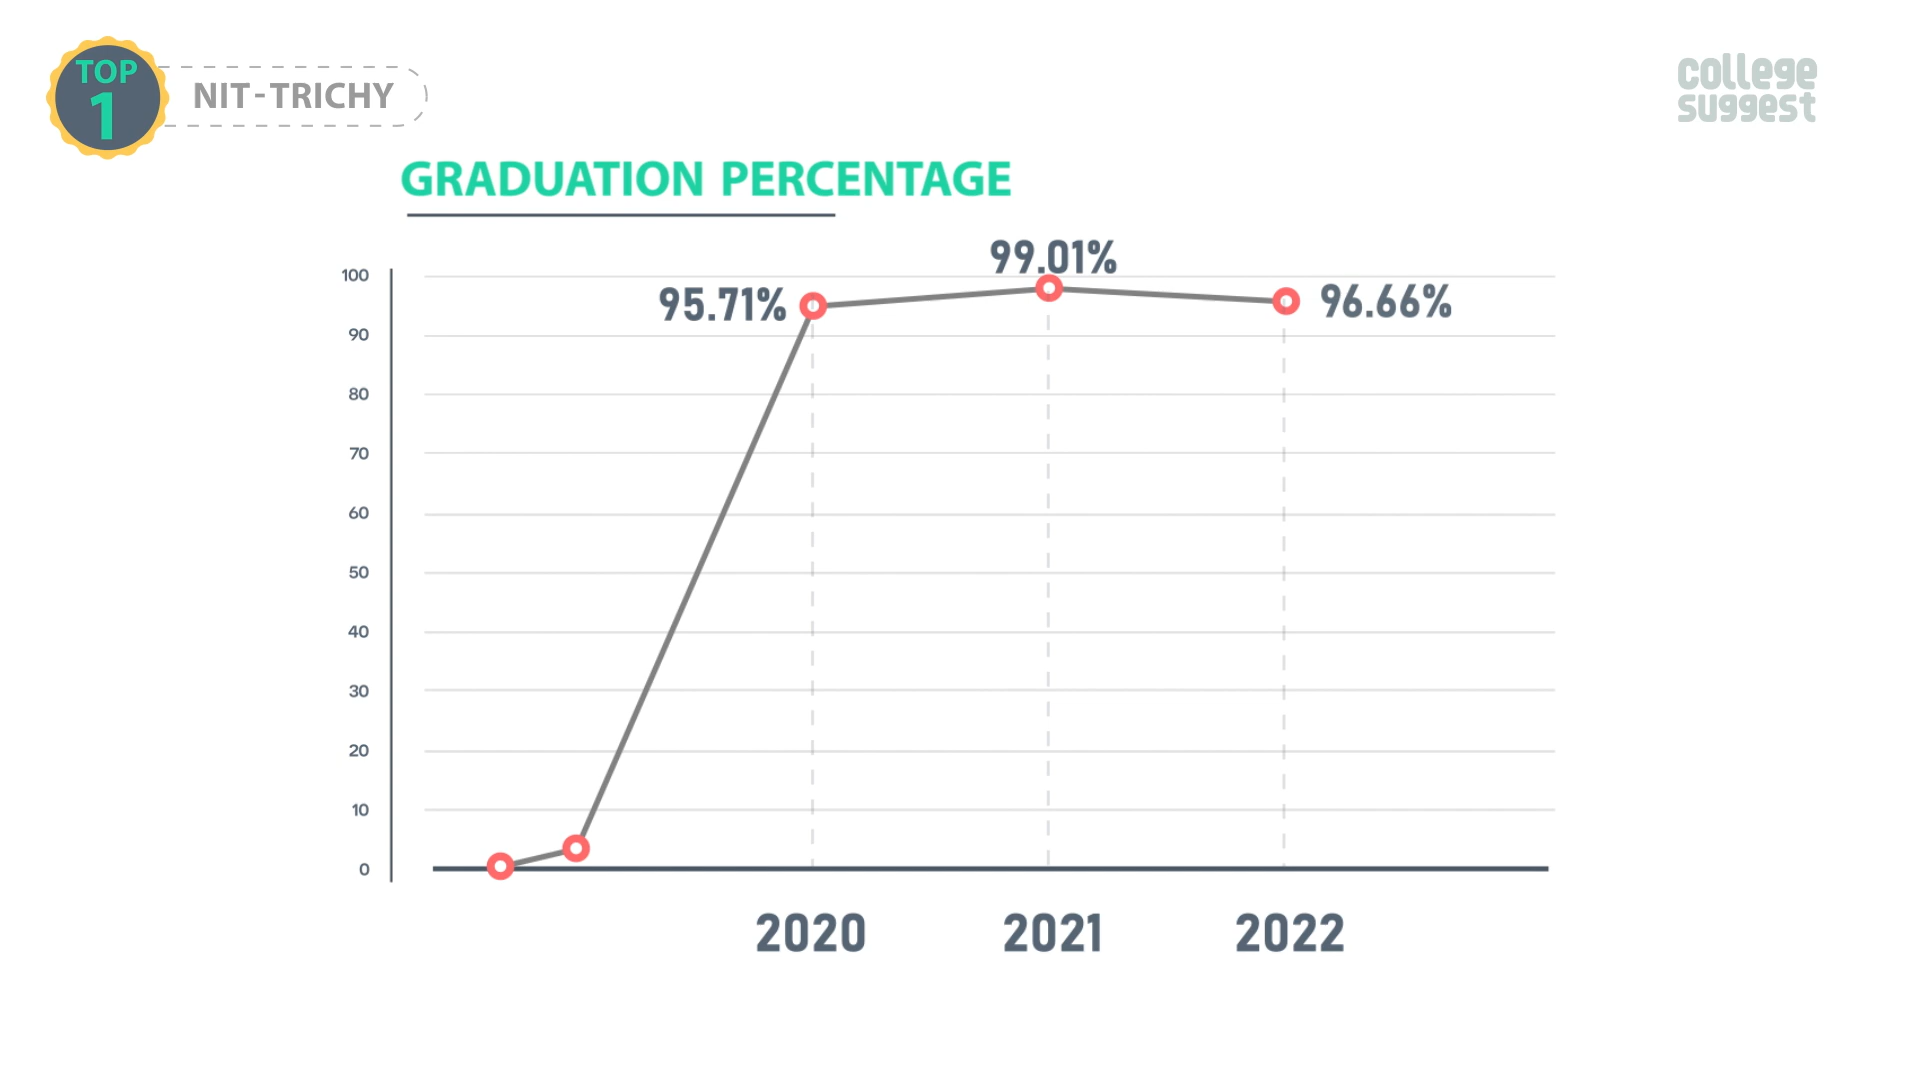 TOP
1
NIT-TRICHY
college
suggest
GRADUATION PERCENTAGE
99.01%
95.71%
96.66%
100
90
80
70
60
50
40
30
20
10
0
2020 2021 2022